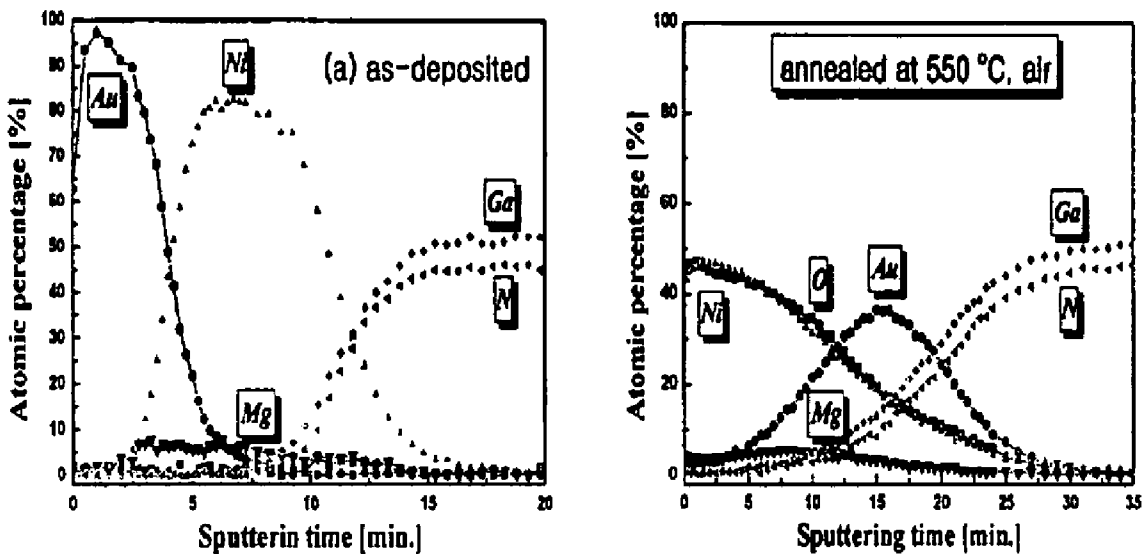 (a) as-deposited
Au
Ni
Mg
Ga
N
Atomic percentage [%]
100
90
80
70
60
50
40
30
20
10
0
0 5 10 15 20
Sputterin time [min.]
annealed at 550 °C, air
Ni
O
Au
Mg
Ga
N
Atomic percentage [%]
100
80
60
40
20
0
0 5 10 15 20 25 30 35
Sputtering time [min.]